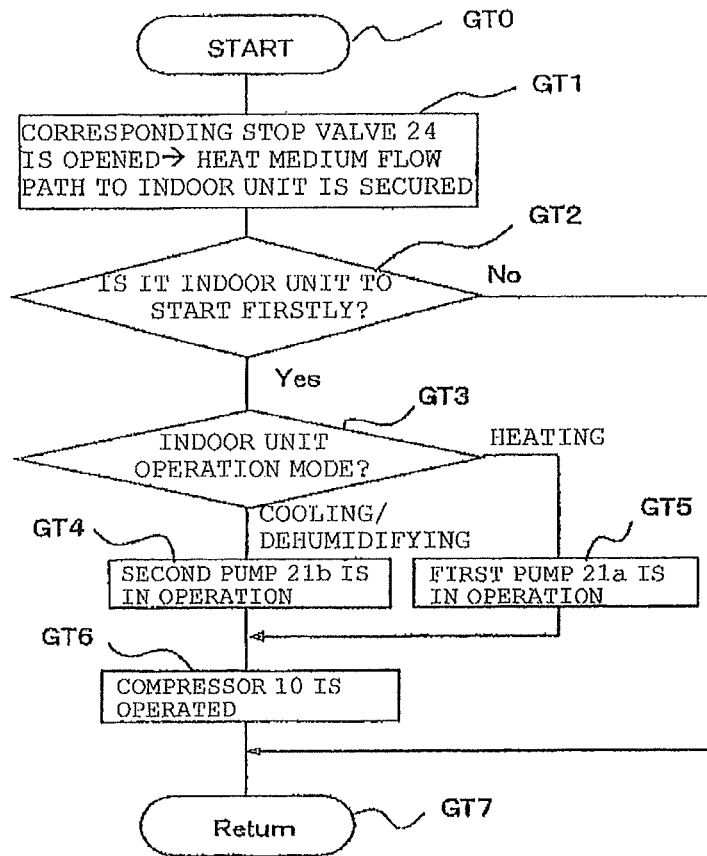 GT0
START
GT1
CORRESPONDING STOP VALVE 24
IS OPENED→ HEAT MEDIUM FLOW
PATH TO INDOOR UNIT IS SECURED
GT2
IS IT INDOOR UNIT TO
START FIRSTLY?
No
Yes
GT3
INDOOR UNIT
OPERATION MODE?
HEATING
COOLING/
DEHUMIDIFYING
GT4
SECOND PUMP 21b IS
IN OPERATION
GT5
FIRST PUMP 21a IS
IN OPERATION
GT6
COMPRESSOR 10 IS
OPERATED
Return
GT7